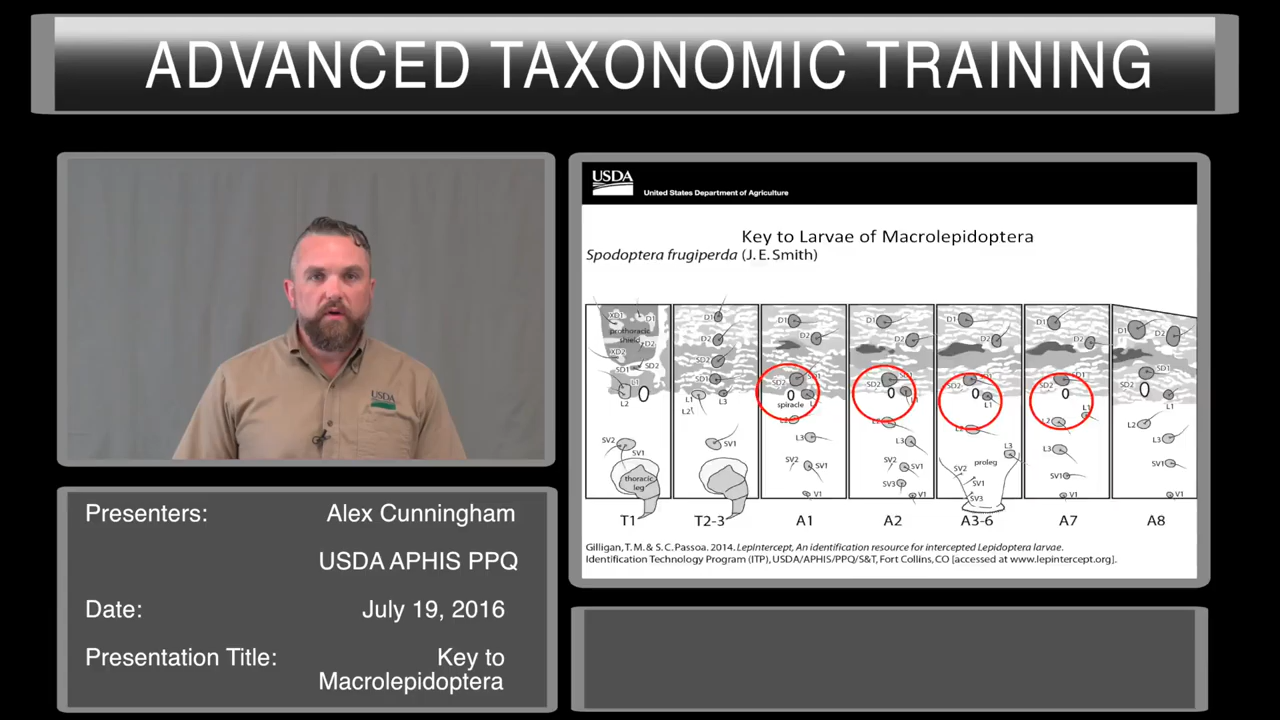 ADVANCED TAXONOMIC TRAINING
USDA
Presenters: Alex Cunningham
USDA APHIS PPQ
Date: July 19, 2016
Presentation Title: Key to
Macrolepidoptera
USDA
United States Department of Agriculture
Key to Larvae of Macrolepidoptera
Spodoptera frugiperda (J. E. Smith)
XD1 D1 D1 D1 D1 D1 D1 D1
prothoracic
shield D2 D2 D2 D2 D2 D2 D2
XD2 SD2 SD2
SD1 SD1 SD1 SD1 SD1 SD1 SD1
L1 SD2 SD2 SD2 SD2 SD2
L2 L1 L3 L1 L1 L1
L2 spiracle
L2 L2 L2 L2
SV2 SV1 L3 L3 L3 L3 L3
SV1
SV2 SV1 SV2 SV1 proleg SV1
thoracic
leg SV2 SV1 SV1
SV3 SV3
V1 V1 V1 V1
T1 T2-3 A1 A2 A3-6 A7 A8
Gilligan, T. M. & S. C. Passoa. 2014. LepIntercept, An identification resource for intercepted Lepidoptera larvae.
Identification Technology Program (ITP), USDA/APHIS/PPQ/S&T, Fort Collins, CO [accessed at www.lepintercept.org].